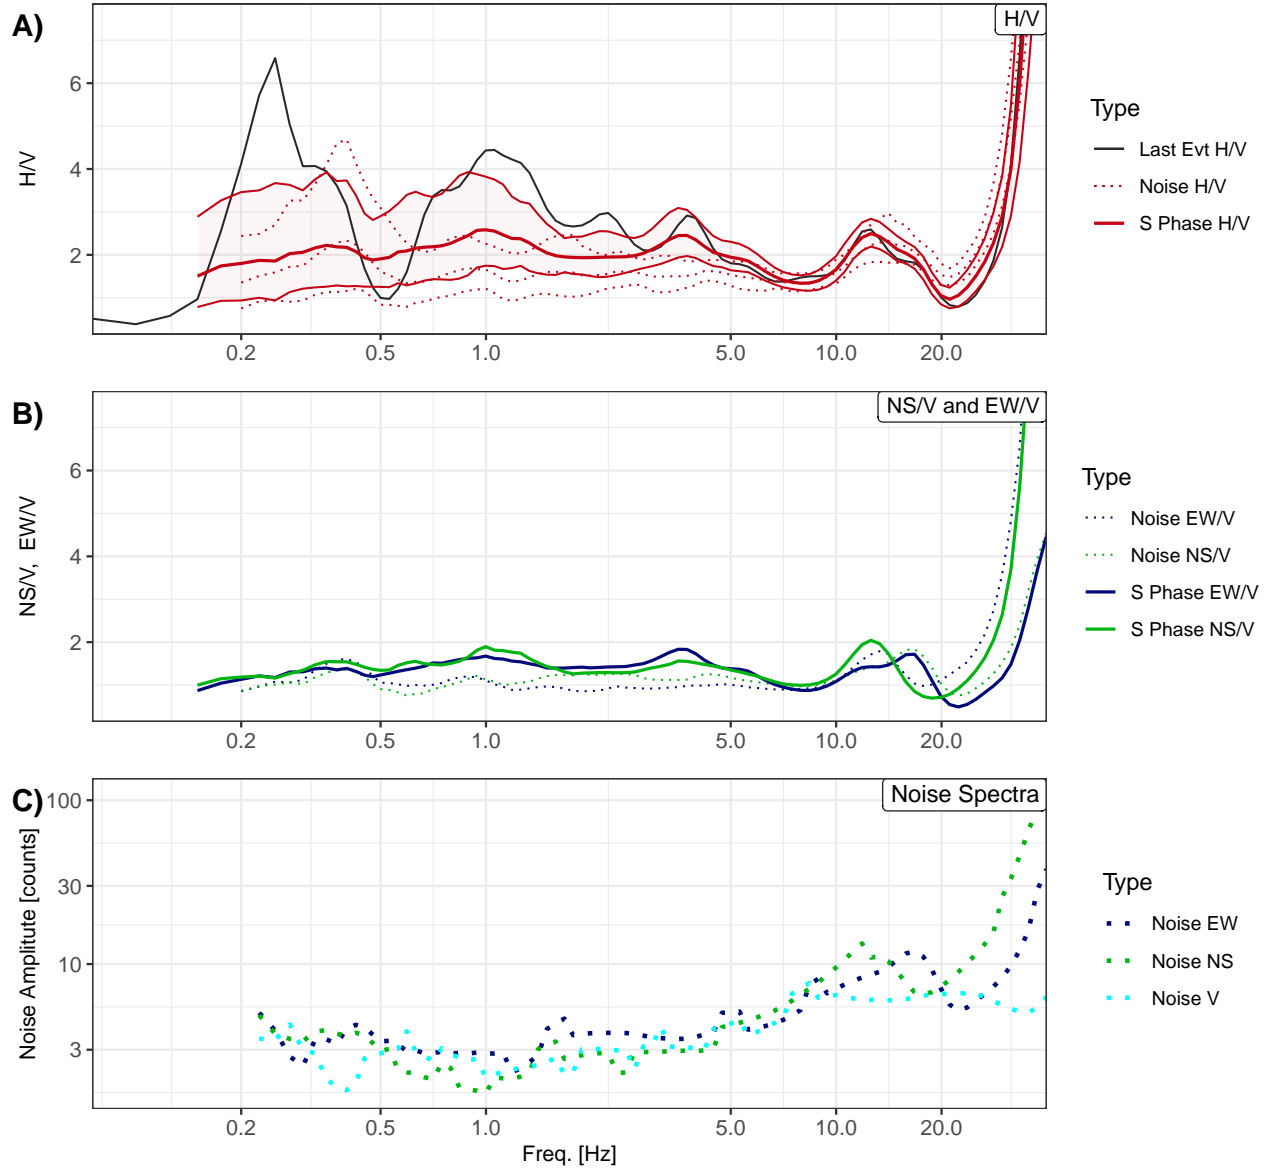 A)
H/V
6
4
2
H/V
0.2 0.5 1.0 5.0 10.0 20.0
Type
Last Evt H/V
Noise H/V
S Phase H/V
B)
NS/V and EW/V
6
4
2
NS/V, EW/V
0.2 0.5 1.0 5.0 10.0 20.0
Type
Noise EW/V
Noise NS/V
S Phase EW/V
S Phase NS/V
C)
Noise Spectra
100
30
10
3
Noise Amplitute [counts]
0.2 0.5 1.0 5.0 10.0 20.0
Freq. [Hz]
Type
Noise EW
Noise NS
Noise V